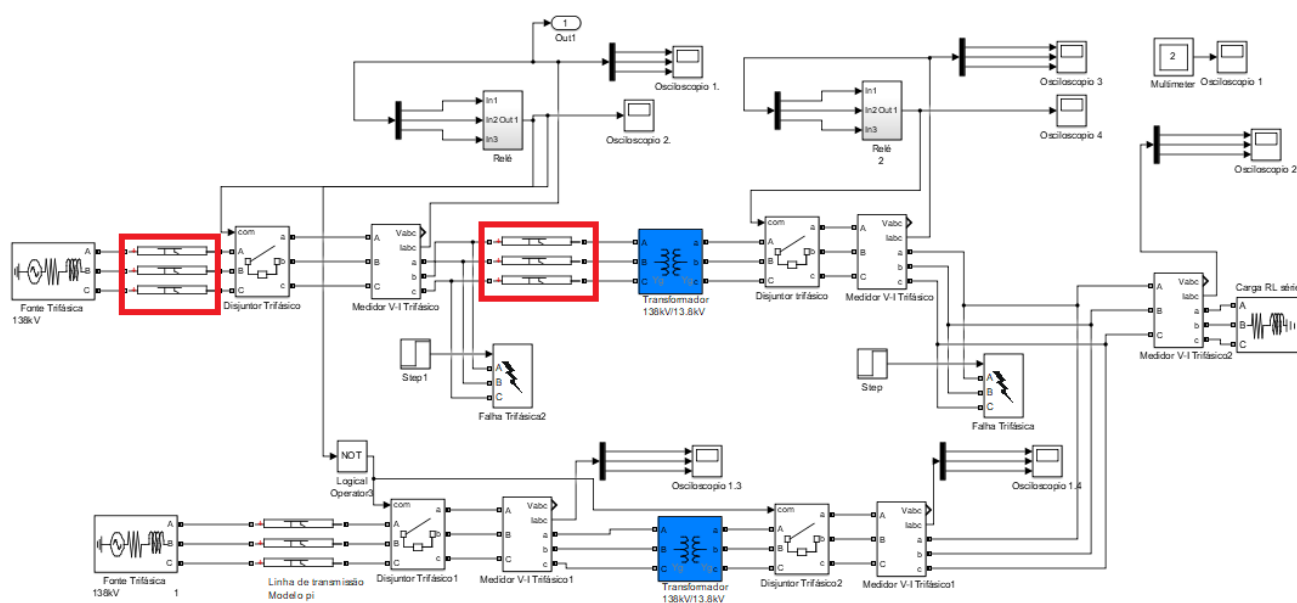 1
Out1
Osciloscopio 1.
In1
In2 Out1
In3
Relé
Osciloscopio 2.
Osciloscopio 3
In1
In2 Out1
In3
Relé
2
Osciloscopio 4
2
Multimeter
Osciloscopio 1
Osciloscopio 2
A
B
C
Fonte Trifásica
138kV
com
A
B
C
a
b
c
Disjuntor Trifásico
A
B
C
Vabc
Iabc
a
b
c
Medidor V-I Trifásico
A
B
C
a
b
c
Yg
Yg
Transformador
138kV/13.8kV
com
A
B
C
a
b
c
Disjuntor trifásico
A
B
C
Vabc
Iabc
a
b
c
Medidor V-I Trifásico
A
B
C
Vabc
Iabc
a
b
c
Medidor V-I Trifásico2
Carga RL série
A
B
C
Step1
A
B
C
Falha Trifásica2
Step
A
B
C
Falha Trifásica
NOT
Logical
Operator3
Osciloscopio 1.3
Osciloscopio 1.4
A
B
C
Fonte Trifásica
138kV 1
Linha de transmissão
Modelo pi
com
A
B
C
a
b
c
Disjuntor Trifásico1
A
B
C
Vabc
Iabc
a
b
c
Medidor V-I Trifásico1
A
B
C
a
b
c
Yg
Yg
Transformador
138kV/13.8kV
com
A
B
C
a
b
c
Disjuntor Trifásico2
A
B
C
Vabc
Iabc
a
b
c
Medidor V-I Trifásico1